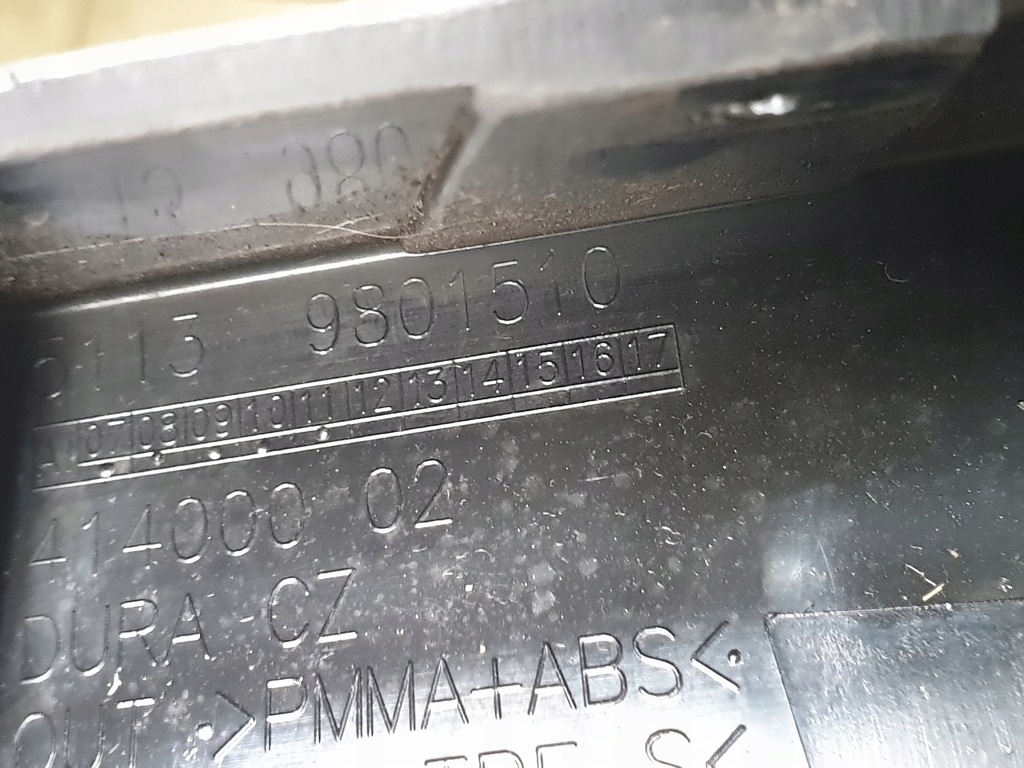 5113 9801510
07 08 09 10 11 12 13 14 15 16 17
414000 02
DURA CZ
OUT >PMMA+ABS<
S<